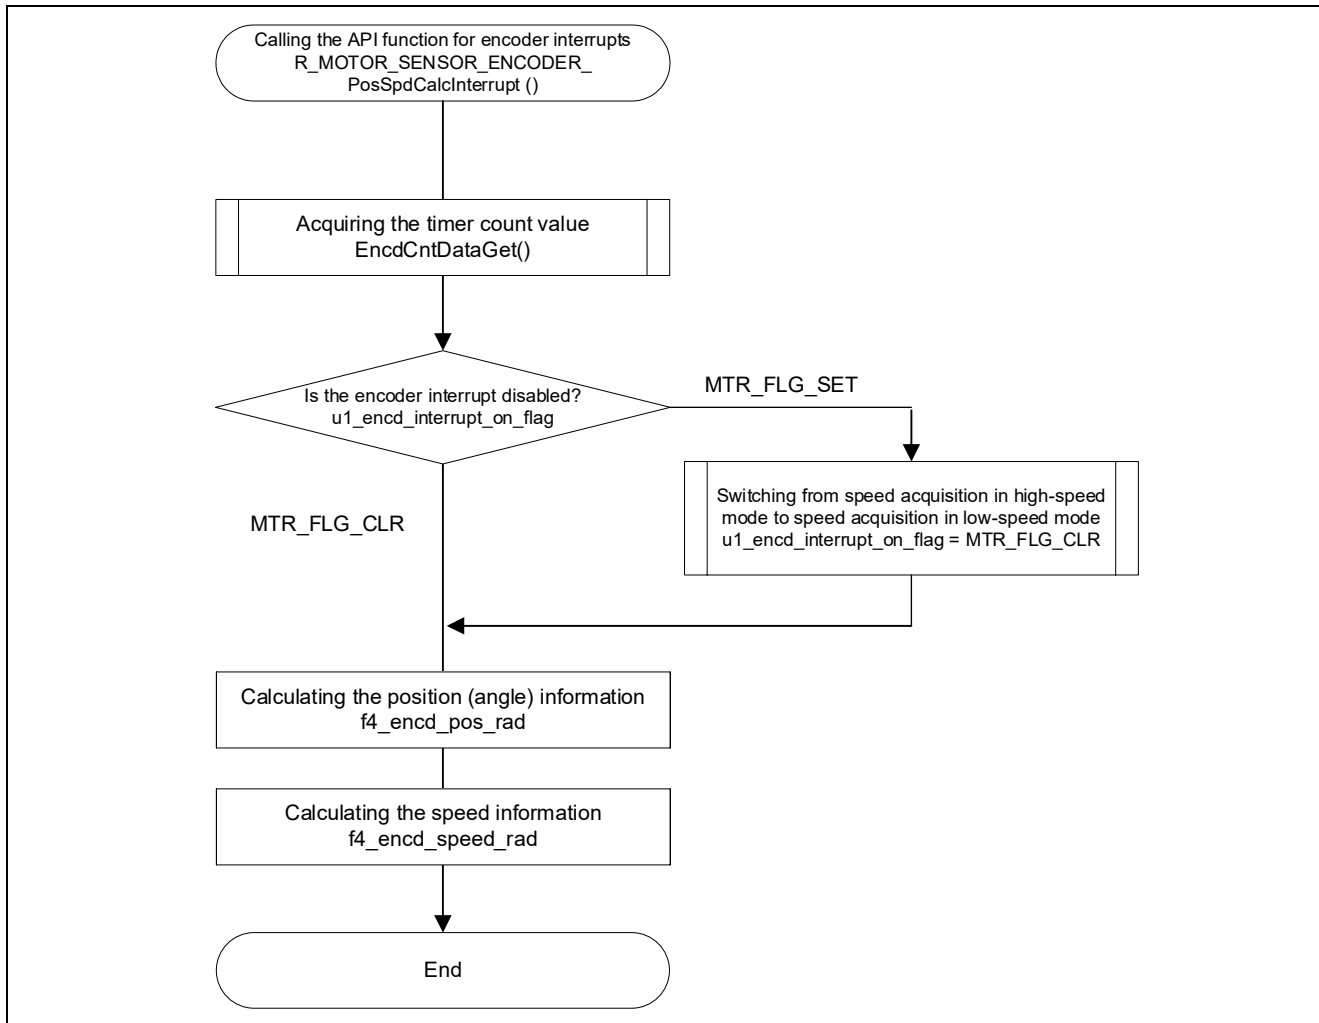 Calling the API function for encoder interrupts
R_MOTOR_SENSOR_ENCODER_
PosSpdCalcInterrupt ()
Acquiring the timer count value
EncdCntDataGet()
Is the encoder interrupt disabled?
u1_encd_interrupt_on_flag
MTR_FLG_SET
Switching from speed acquisition in high-speed
mode to speed acquisition in low-speed mode
u1_encd_interrupt_on_flag = MTR_FLG_CLR
MTR_FLG_CLR
Calculating the position (angle) information
f4_encd_pos_rad
Calculating the speed information
f4_encd_speed_rad
End